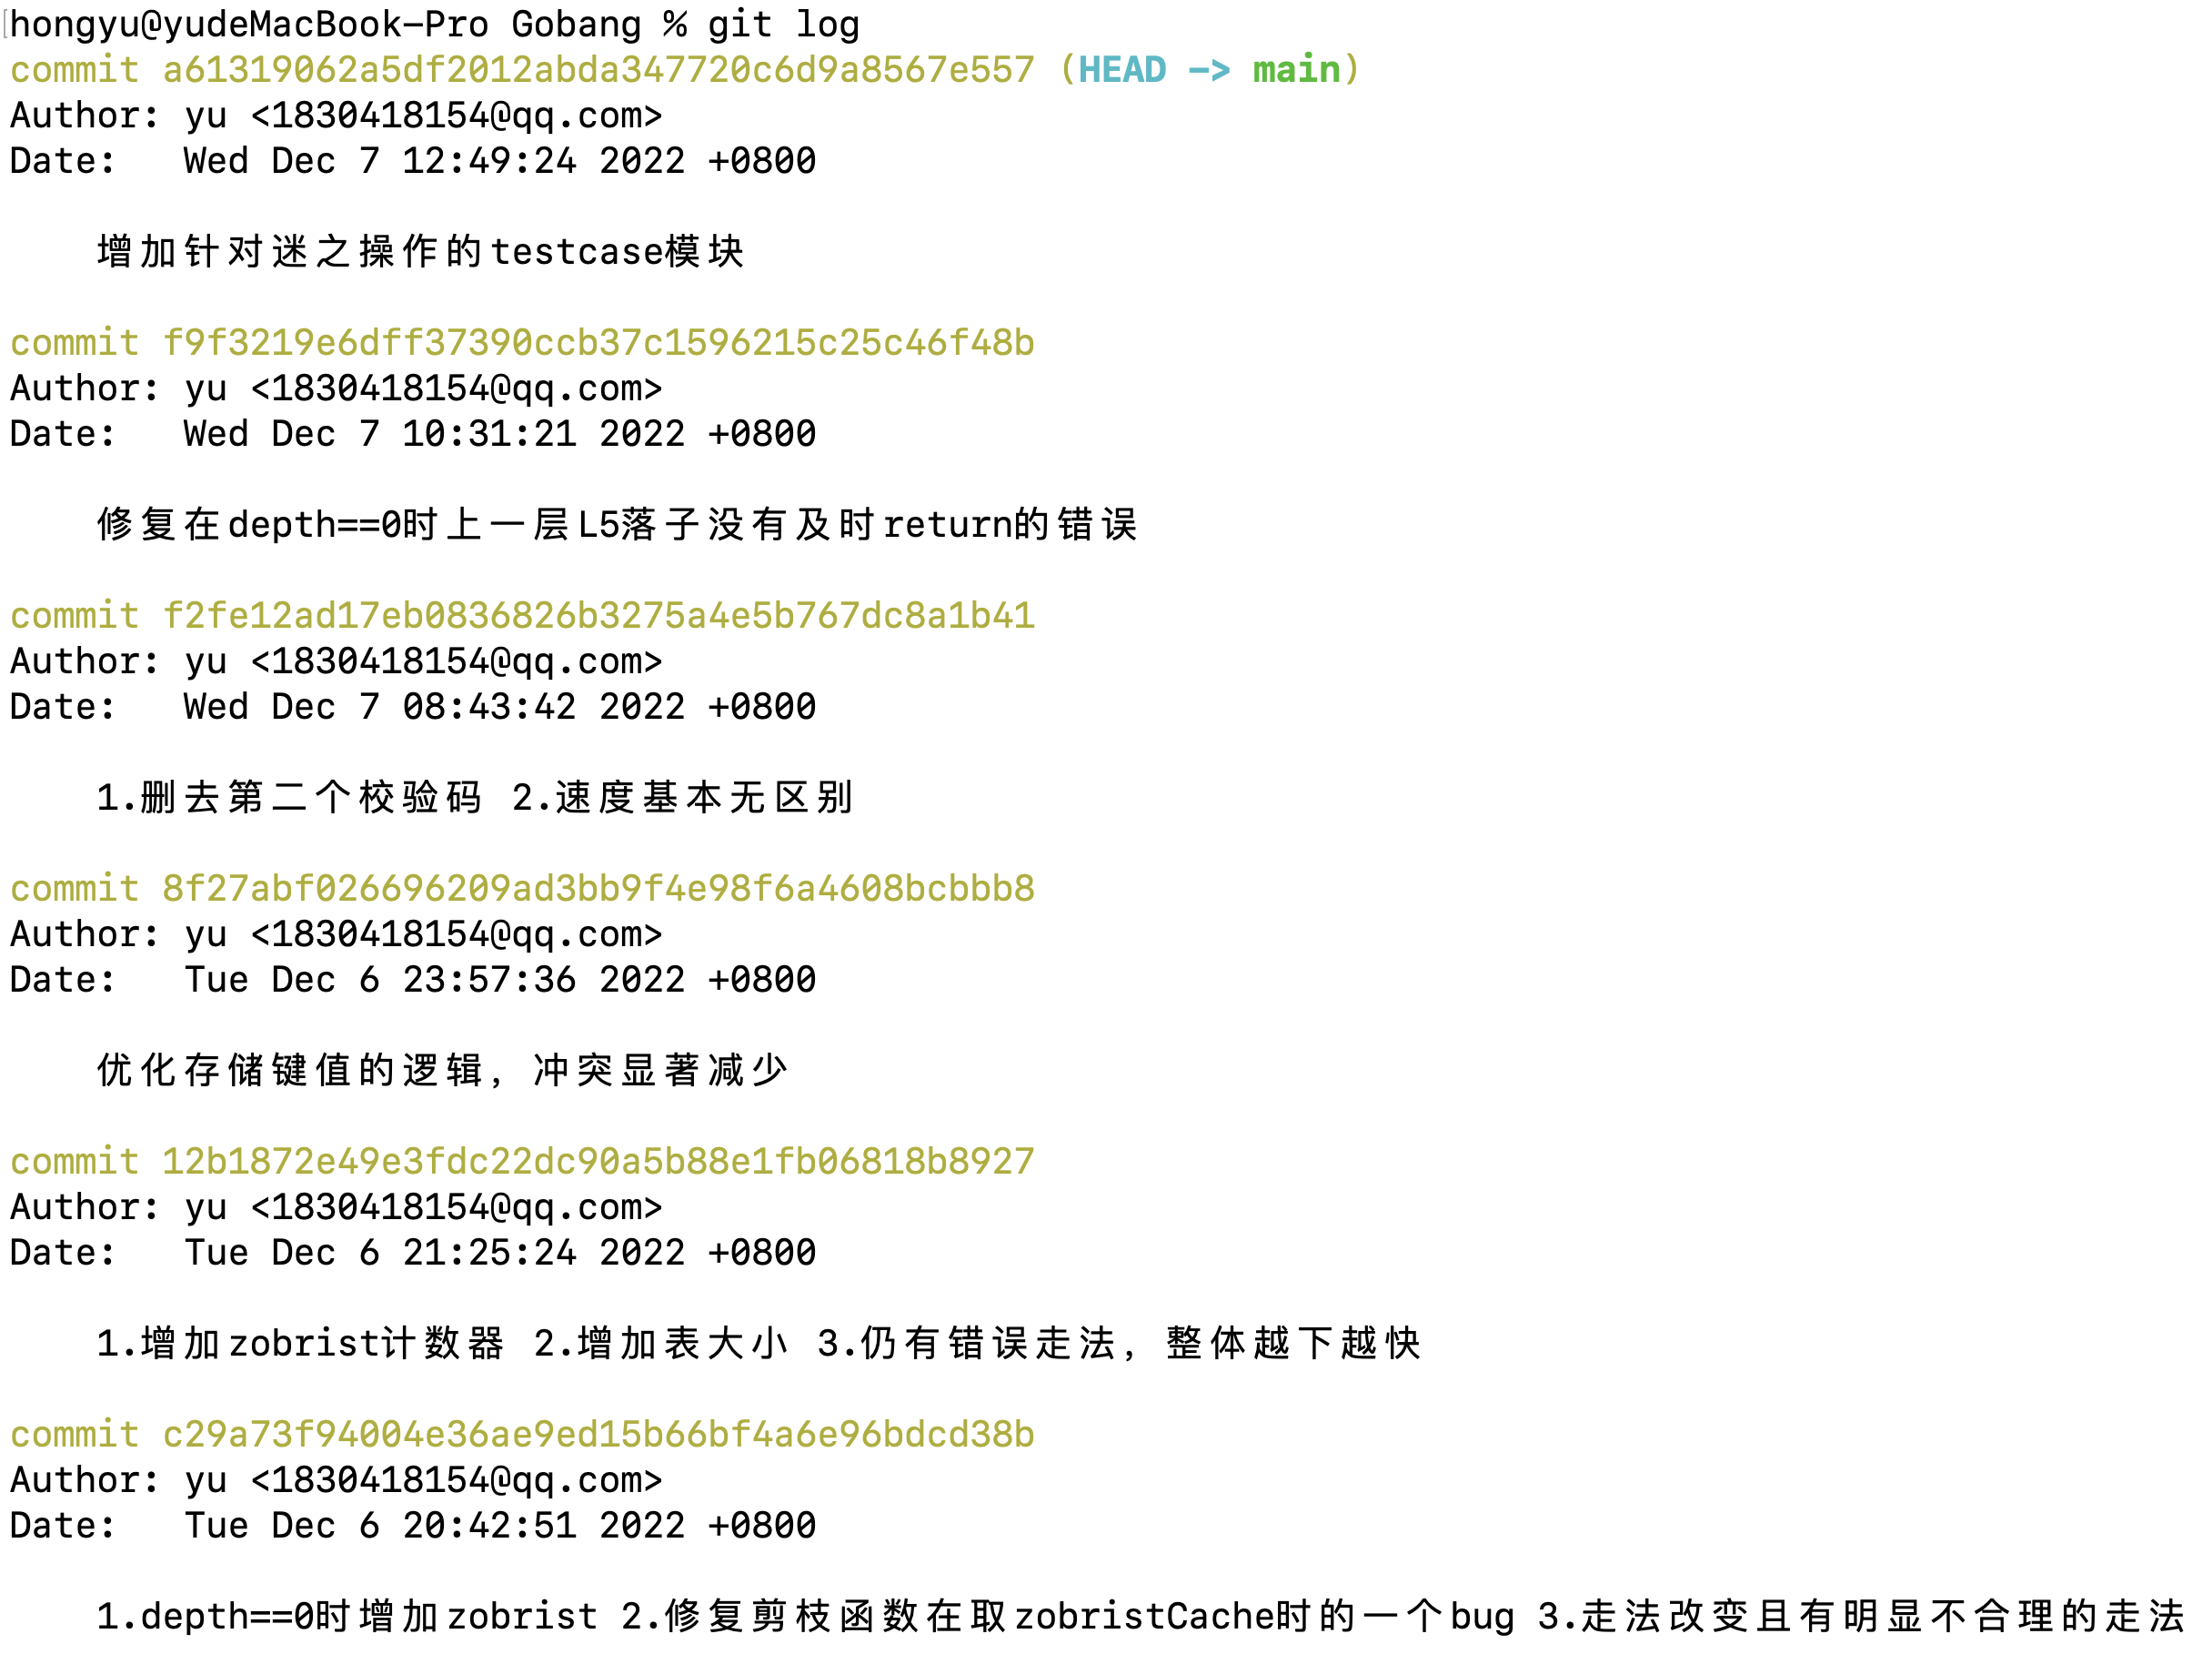 hongyu@yudeMacBook-Pro Gobang % git log
commit a61319062a5df2012abda347720c6d9a8567e557 (HEAD -> main)
Author: yu <1830418154@qq.com>
Date:   Wed Dec 7 12:49:24 2022 +0800
增加针对迷之操作的testcase模块
commit f9f3219e6dff37390ccb37c1596215c25c46f48b
Author: yu <1830418154@qq.com>
Date:   Wed Dec 7 10:31:21 2022 +0800
修复在depth==0时上一层L5落子没有及时return的错误
commit f2fe12ad17eb0836826b3275a4e5b767dc8a1b41
Author: yu <1830418154@qq.com>
Date:   Wed Dec 7 08:43:42 2022 +0800
1.删去第二个校验码 2.速度基本无区别
commit 8f27abf026696209ad3bb9f4e98f6a4608bcbbb8
Author: yu <1830418154@qq.com>
Date:   Tue Dec 6 23:57:36 2022 +0800
优化存储键值的逻辑，冲突显著减少
commit 12b1872e49e3fdc22dc90a5b88e1fb06818b8927
Author: yu <1830418154@qq.com>
Date:   Tue Dec 6 21:25:24 2022 +0800
1.增加zobrist计数器 2.增加表大小 3.仍有错误走法，整体越下越快
commit c29a73f94004e36ae9ed15b66bf4a6e96bdcd38b
Author: yu <1830418154@qq.com>
Date:   Tue Dec 6 20:42:51 2022 +0800
1.depth==0时增加zobrist 2.修复剪枝函数在取zobristCache时的一个bug 3.走法改变且有明显不合理的走法